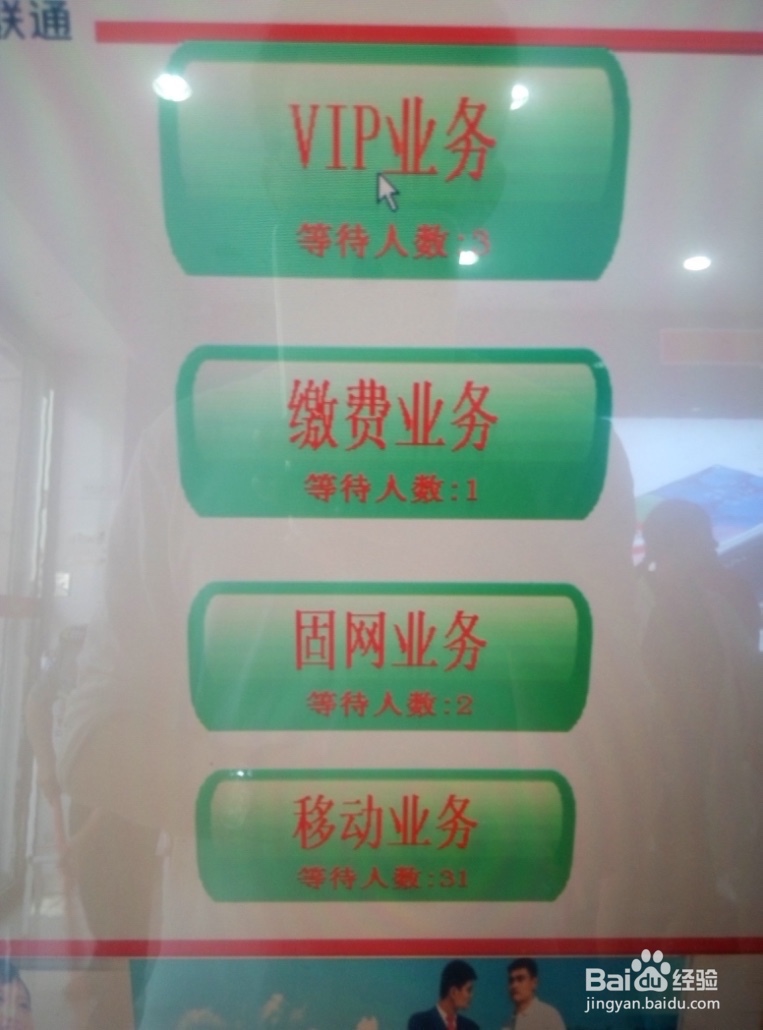 联通
VIP业务
等待人数:3
缴费业务
等待人数:1
固网业务
等待人数:2
移动业务
等待人数:31
Baidu经验
jingyan.baidu.com